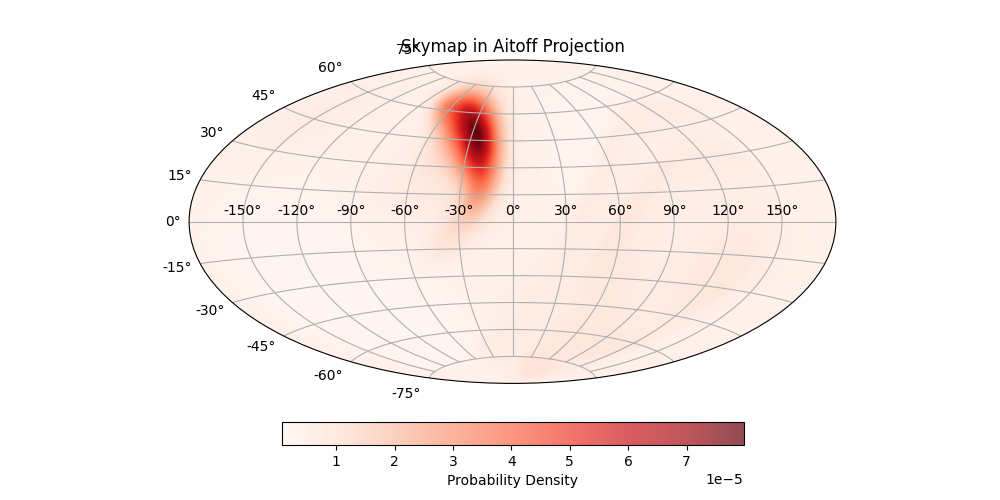 75°
Skymap in Aitoff Projection
60°
45°
30°
15°
-150° -120° -90° -60° -30° 0° 30° 60° 90° 120° 150°
0°
-15°
-30°
-45°
-60°
-75°
1 2 3 4 5 6 7
1e−5
Probability Density